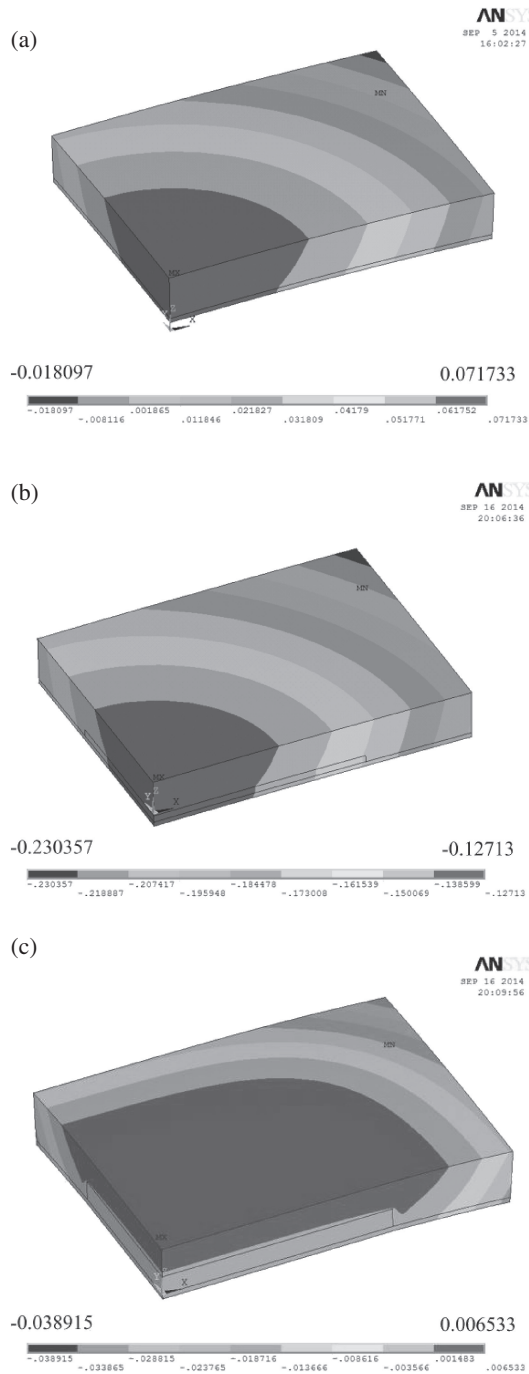 (a)
ANSYS
SEP 5 2014
16:02:27
MN
MX
Z
X
-0.018097 0.071733
-.018097 .001865 .021827 .04179 .061752
-.008116 .011846 .031809 .051771 .071733
(b)
ANSYS
SEP 16 2014
20:06:36
MN
MX
Z
Y X
-0.230357 -0.12713
-.230357 -.207417 -.184478 -.161539 -.138599
-.218887 -.195948 -.173008 -.150069 -.12713
(c)
ANSYS
SEP 16 2014
20:09:56
MN
MX
Y X
-0.038915 0.006533
-.038915 -.028815 -.018716 -.008616 .001483
-.033865 -.023765 -.013666 -.003566 .006533